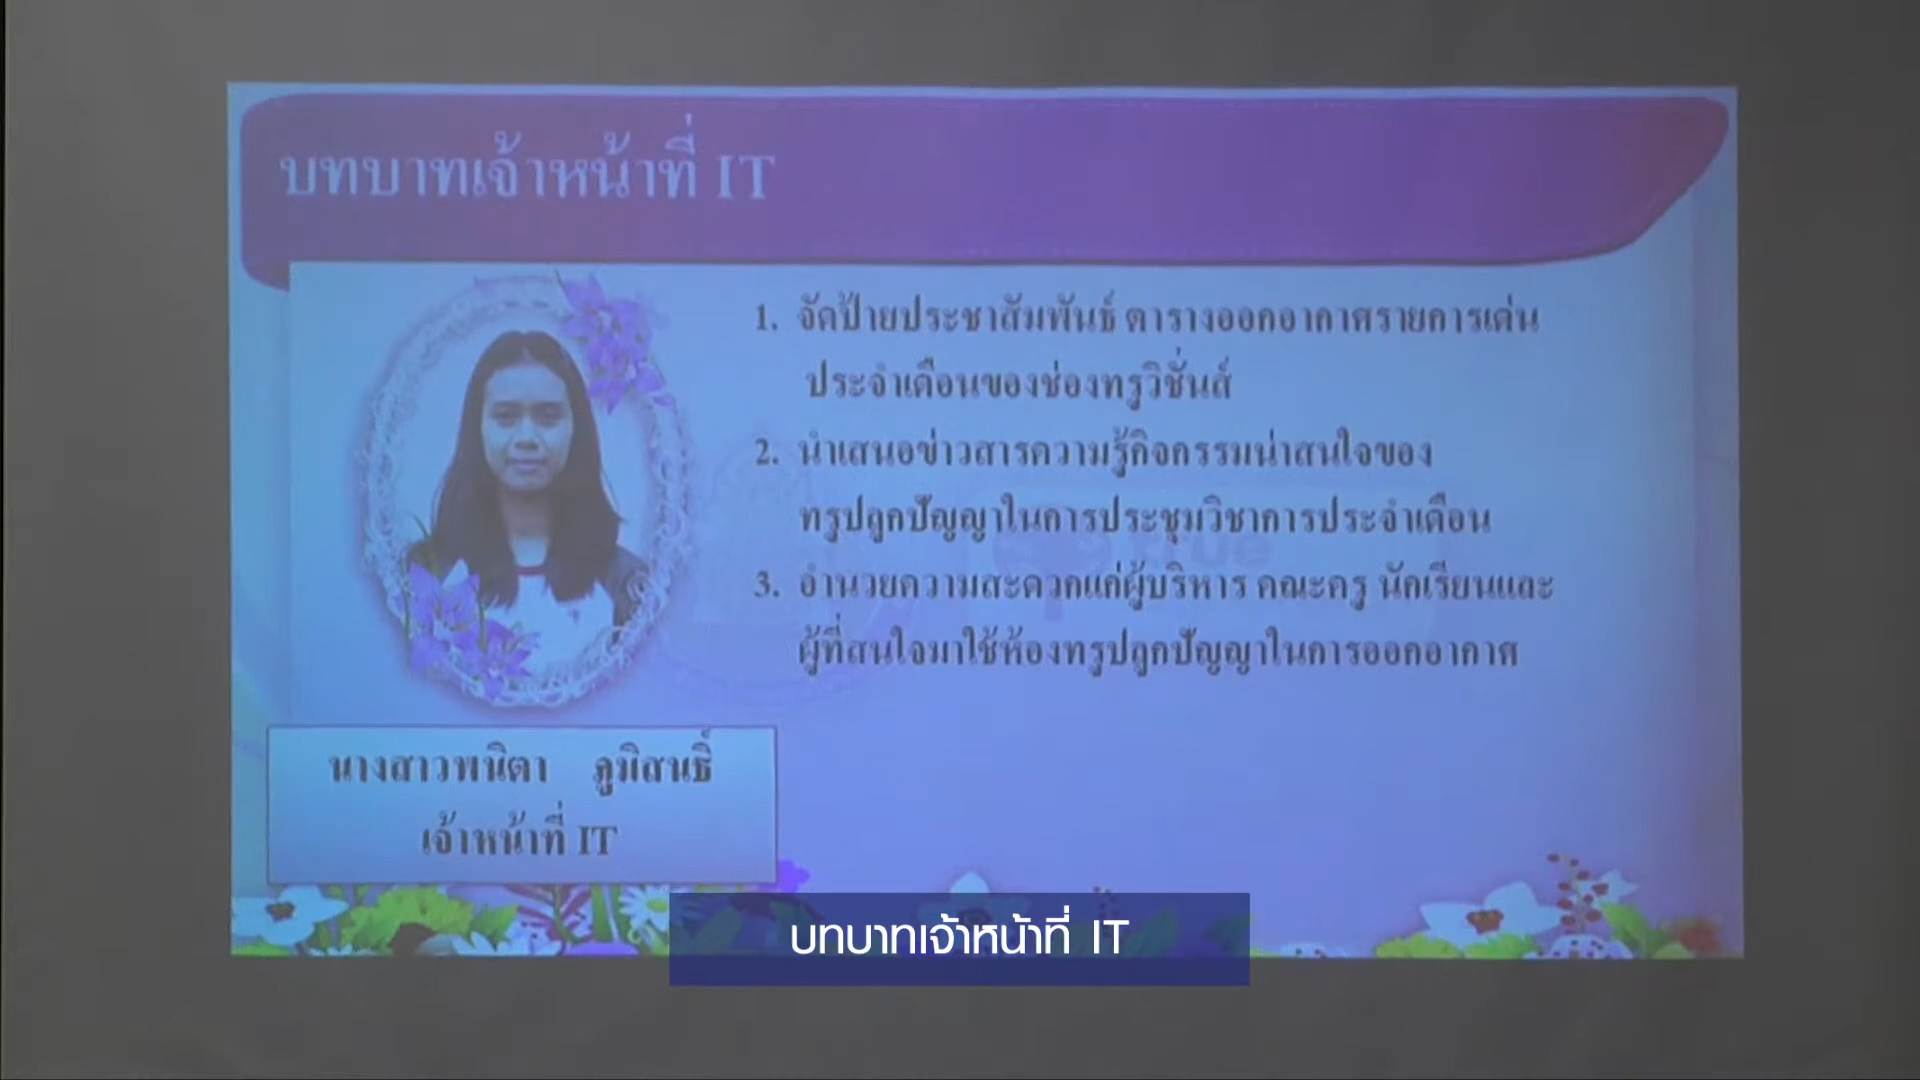 บทบาทเจ้าหน้าที่ IT
1. จัดป้ายประชาสัมพันธ์ ตารางออกอากาศรายการเด่น
ประจำเดือนของช่องทรูวิชั่นส์
2. นำเสนอข่าวสารความรู้กิจกรรมน่าสนใจของ
ทรูปลูกปัญญาในการประชุมวิชาการประจำเดือน
3. อำนวยความสะดวกแก่ผู้บริหาร คณะครู นักเรียนและ
ผู้ที่สนใจมาใช้ห้องทรูปลูกปัญญาในการออกอากาศ
true
นางสาวพนิตา ภูมิสนธิ์
เจ้าหน้าที่ IT
บทบาทเจ้าหน้าที่ IT